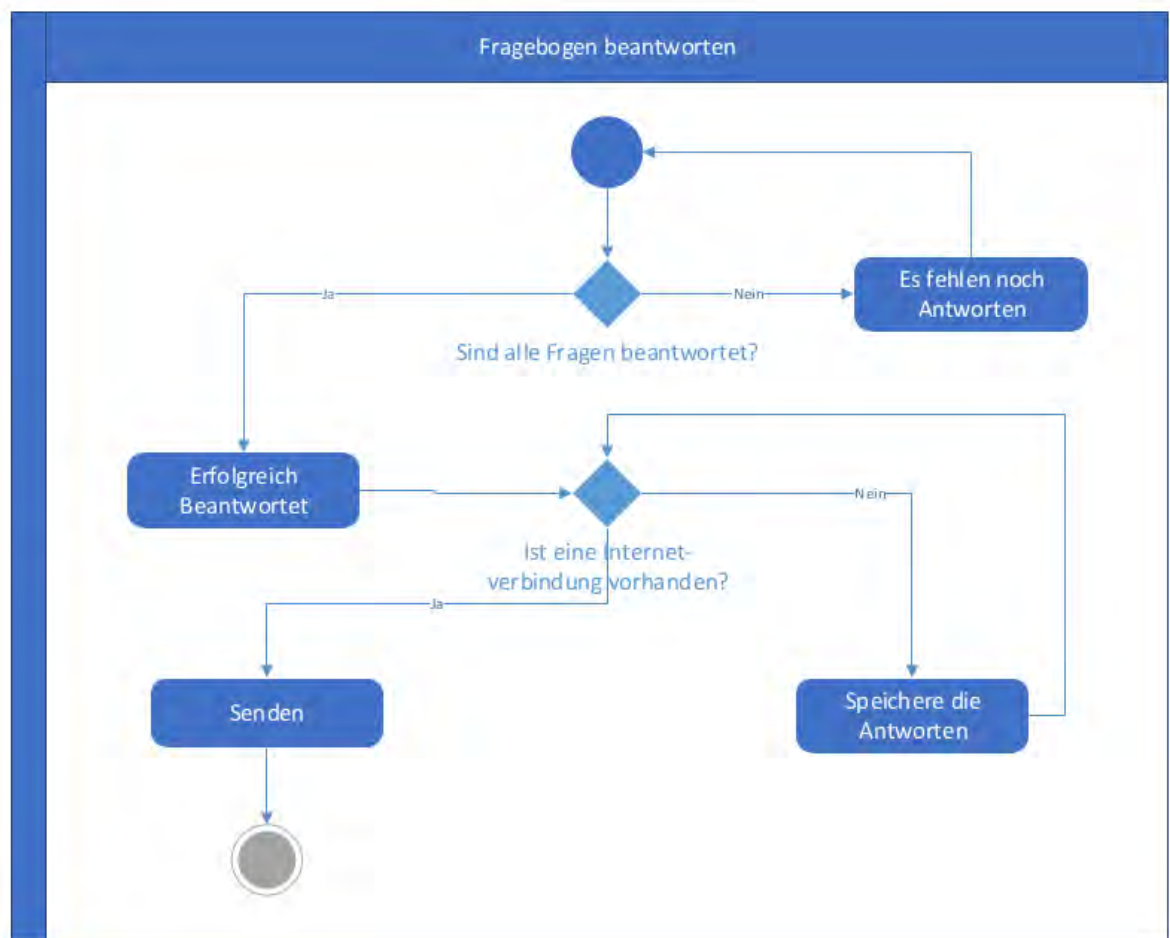 Fragebogen beantworten
Es fehlen noch
Antworten
Ja
Nein
Sind alle Fragen beantwortet?
Erfolgreich
Beantwortet
Nein
Ist eine Internet-
verbindung vorhanden?
Ja
Senden
Speichere die
Antworten